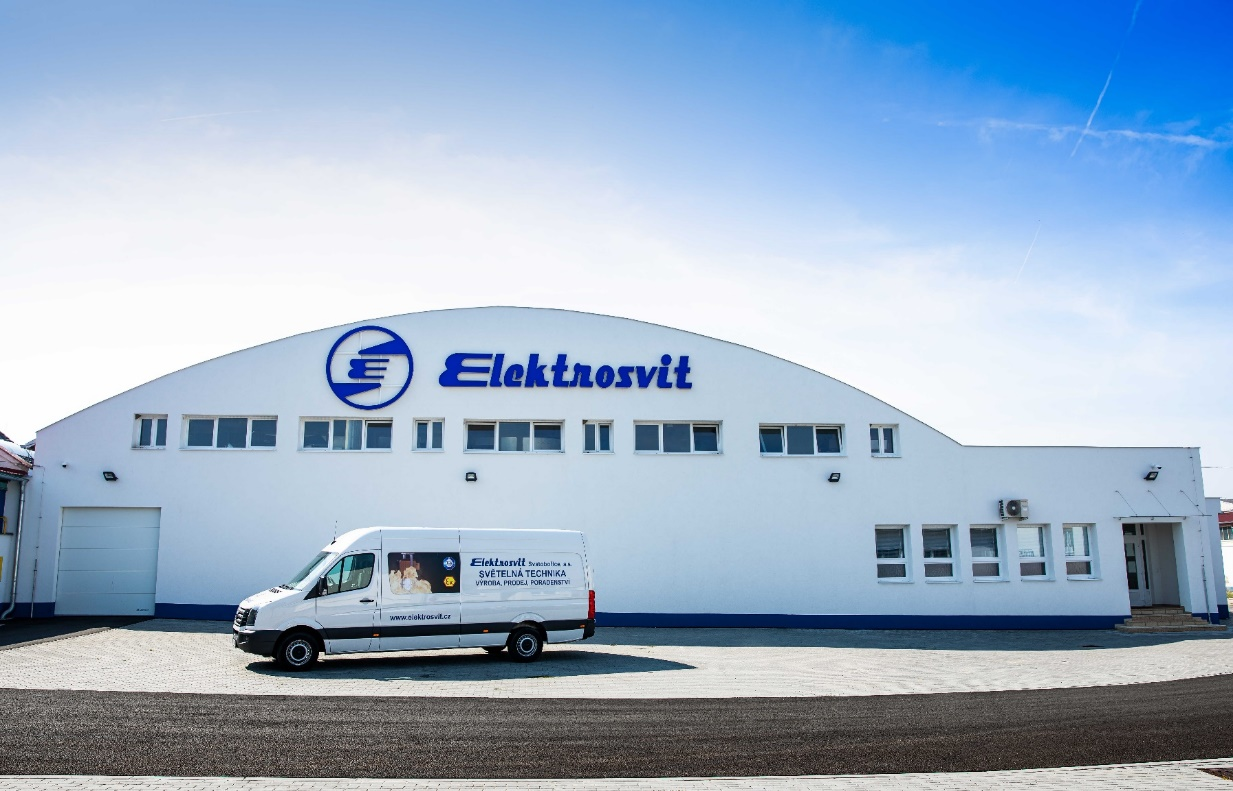 E
Elektrosvit
Elektrosvit Svatobořice, a.s.
SVĚTELNÁ TECHNIKA
VÝROBA, PRODEJ, PORADENSTVÍ
www.elektrosvit.cz